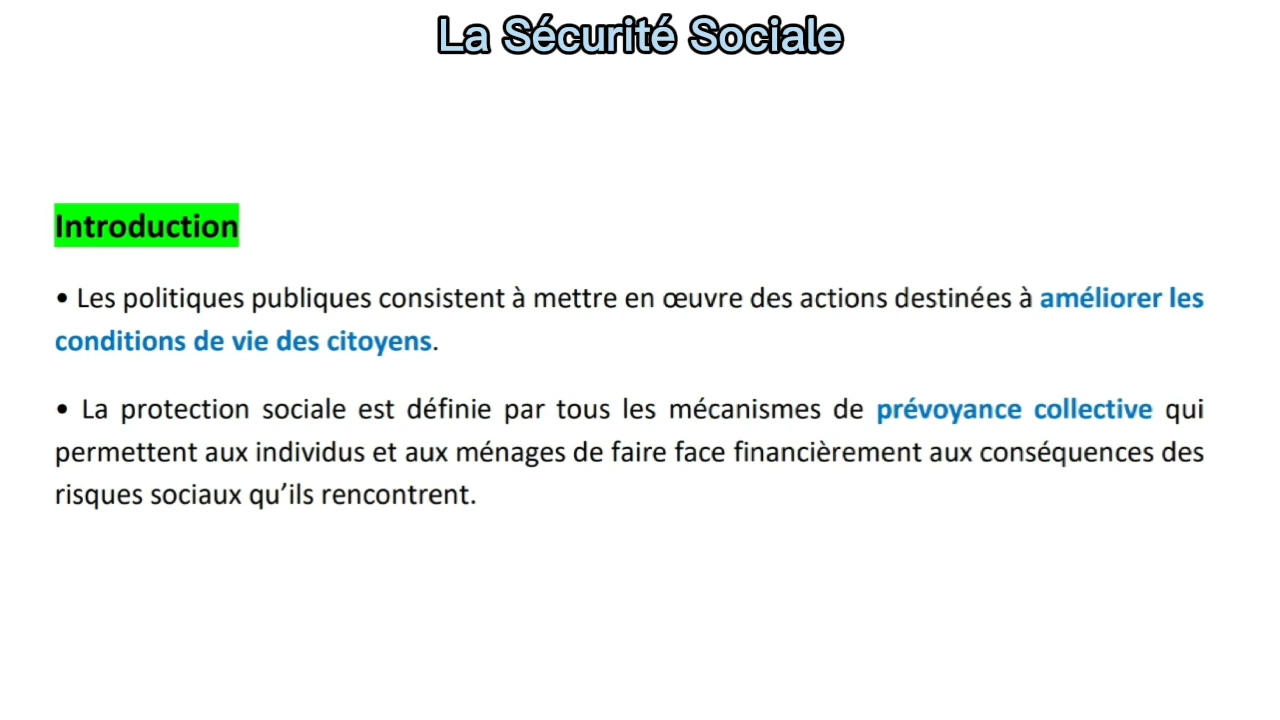 La Sécurité Sociale
Introduction
• Les politiques publiques consistent à mettre en œuvre des actions destinées à améliorer les
conditions de vie des citoyens.
• La protection sociale est définie par tous les mécanismes de prévoyance collective qui
permettent aux individus et aux ménages de faire face financièrement aux conséquences des
risques sociaux qu’ils rencontrent.